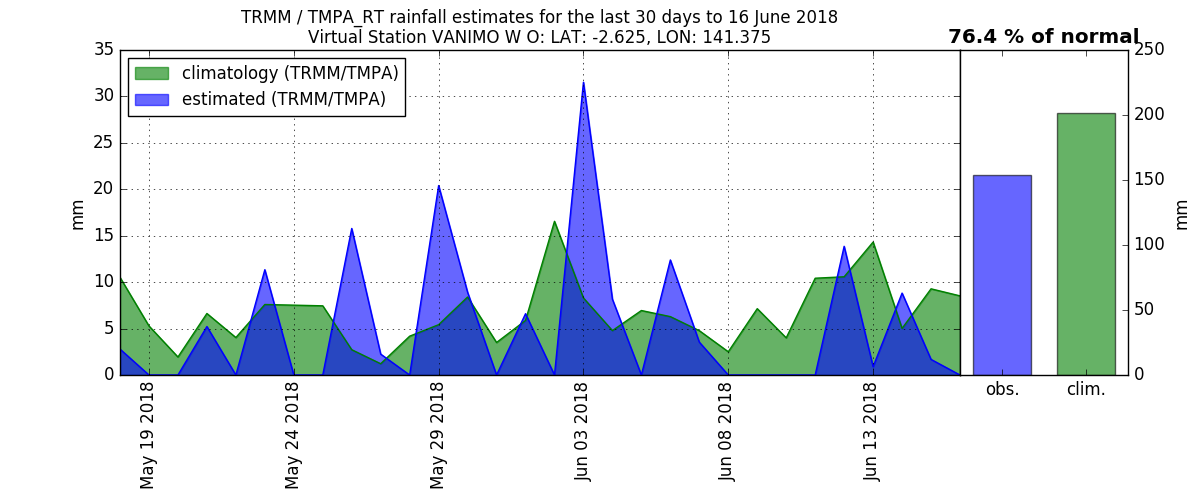 TRMM / TMPA_RT rainfall estimates for the last 30 days to 16 June 2018
Virtual Station VANIMO W O: LAT: -2.625, LON: 141.375
76.4 % of normal
climatology (TRMM/TMPA)
estimated (TRMM/TMPA)
mm
35
30
25
20
15
10
5
0
May 19 2018
May 24 2018
May 29 2018
Jun 03 2018
Jun 08 2018
Jun 13 2018
obs.
clim.
250
200
150
100
50
0
mm